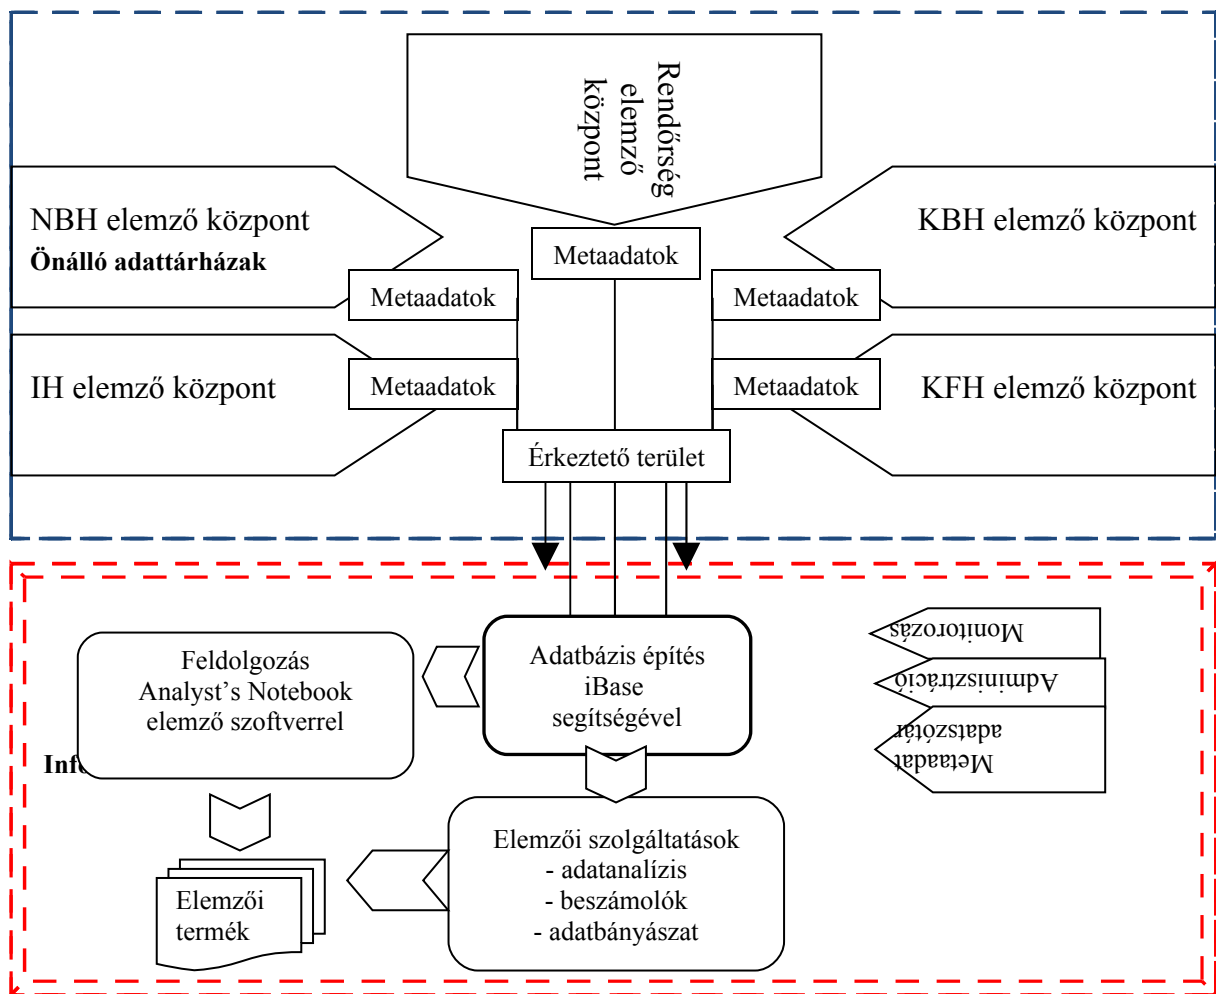 Rendőrség
elemző
központ
NBH elemző központ
Önálló adattárházak
KBH elemző központ
Metaadatok
Metaadatok
Metaadatok
IH elemző központ
Metaadatok
Metaadatok
KFH elemző központ
Érkeztető terület
Monitorozás
Adminisztráció
Metaadat
adatszótár
Adatbázis építés
iBase
segítségével
Feldolgozás
Analyst’s Notebook
elemző szoftverrel
Elemzői szolgáltatások
- adatanalízis
- beszámolók
- adatbányászat
Elemzői
termék